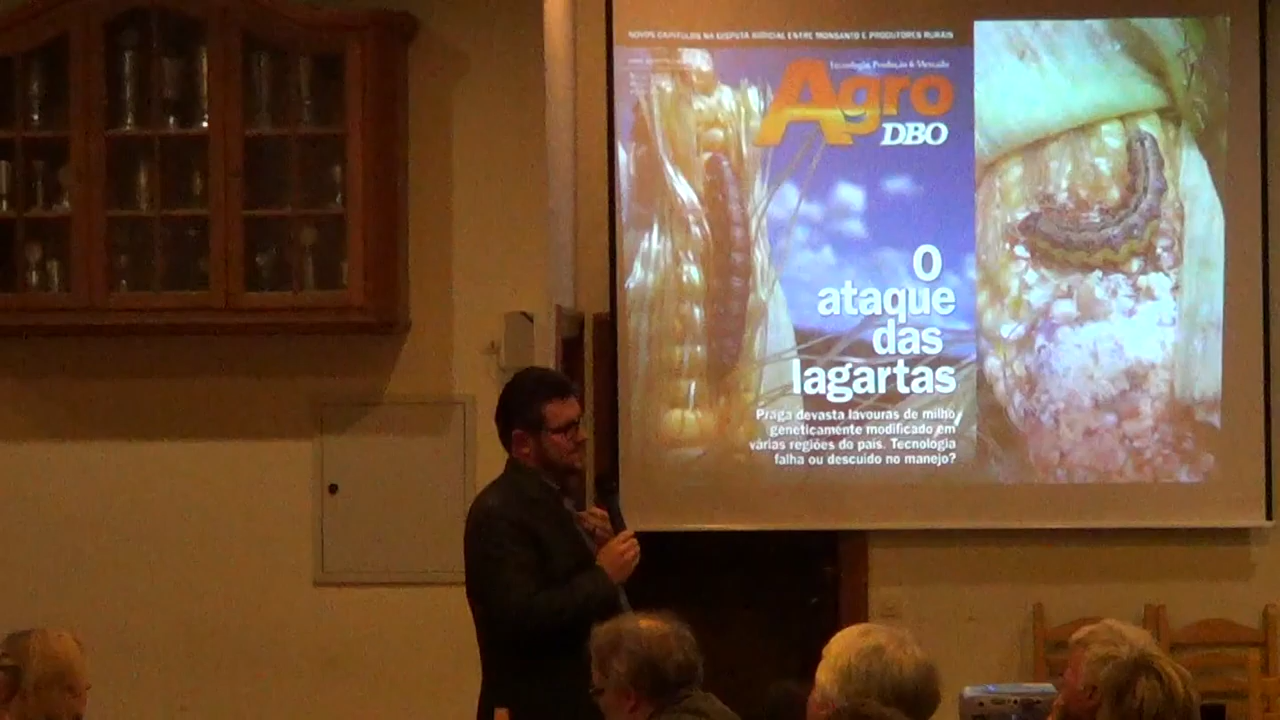 NOVOS CAPÍTULOS NA DISPUTA JUDICIAL ENTRE MONSANTO E PRODUTORES RURAIS
Tecnologia, Produção & Mercado
Agro
DBO
O
ataque
das
lagartas
Praga devasta lavouras de milho
geneticamente modificado em
várias regiões do país. Tecnologia
falha ou descuido no manejo?